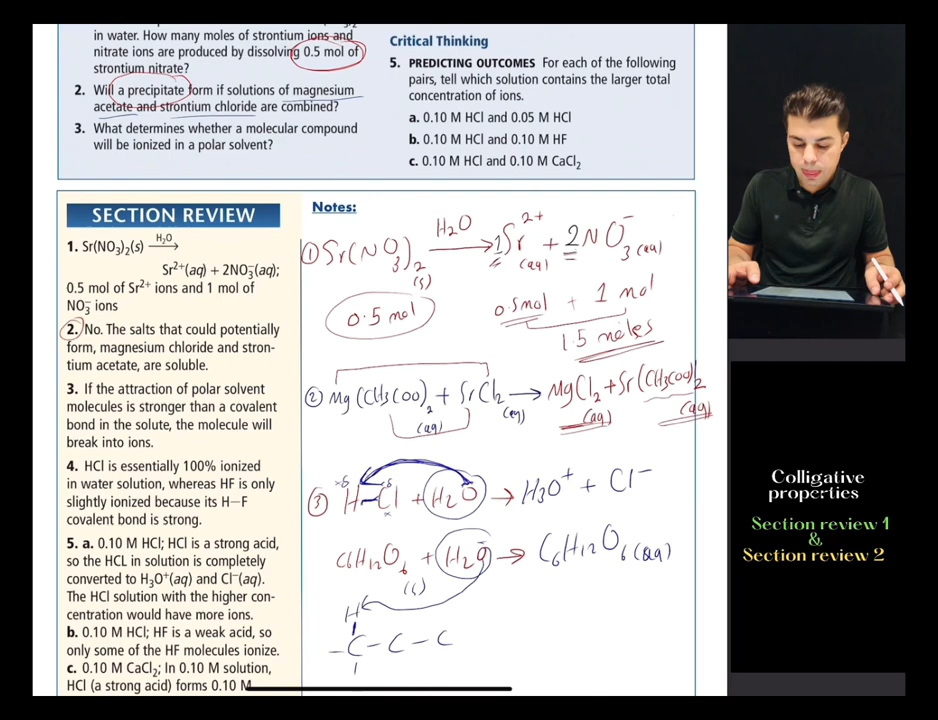 in water. How many moles of strontium ions and
nitrate ions are produced by dissolving 0.5 mol of
strontium nitrate?
2. Will a precipitate form if solutions of magnesium
acetate and strontium chloride are combined?
3. What determines whether a molecular compound
will be ionized in a polar solvent?
Critical Thinking
5. PREDICTING OUTCOMES For each of the following
pairs, tell which solution contains the larger total
concentration of ions.
a. 0.10 M HCl and 0.05 M HCl
b. 0.10 M HCl and 0.10 M HF
c. 0.10 M HCl and 0.10 M CaCl₂
SECTION REVIEW
1. Sr(NO₃)₂(s) —H₂O→
Sr²⁺(aq) + 2NO₃⁻(aq);
0.5 mol of Sr²⁺ ions and 1 mol of
NO₃⁻ ions
2. No. The salts that could potentially
form, magnesium chloride and stron-
tium acetate, are soluble.
3. If the attraction of polar solvent
molecules is stronger than a covalent
bond in the solute, the molecule will
break into ions.
4. HCl is essentially 100% ionized
in water solution, whereas HF is only
slightly ionized because its H–F
covalent bond is strong.
5. a. 0.10 M HCl; HCl is a strong acid,
so the HCL in solution is completely
converted to H₃O⁺(aq) and Cl⁻(aq).
The HCl solution with the higher con-
centration would have more ions.
b. 0.10 M HCl; HF is a weak acid, so
only some of the HF molecules ionize.
c. 0.10 M CaCl₂; In 0.10 M solution,
HCl (a strong acid) forms 0.10 M
Notes:
① Sr(NO₃)₂(s) —H₂O→ 1Sr²⁺(aq) + 2NO₃⁻(aq)
0.5 mol 0.5mol + 1 mol
1.5 moles
② Mg(CH3COO)₂ + SrCl₂(aq) → MgCl₂ + Sr(CH3COO)₂
(aq) (aq) (aq)
③ H–Cl + H₂O → H₃O⁺ + Cl⁻
C6H12O6 + H₂O → C6H12O6(aq)
(s)
H
–C–C–C
Colligative
properties
Section review 1
&
Section review 2